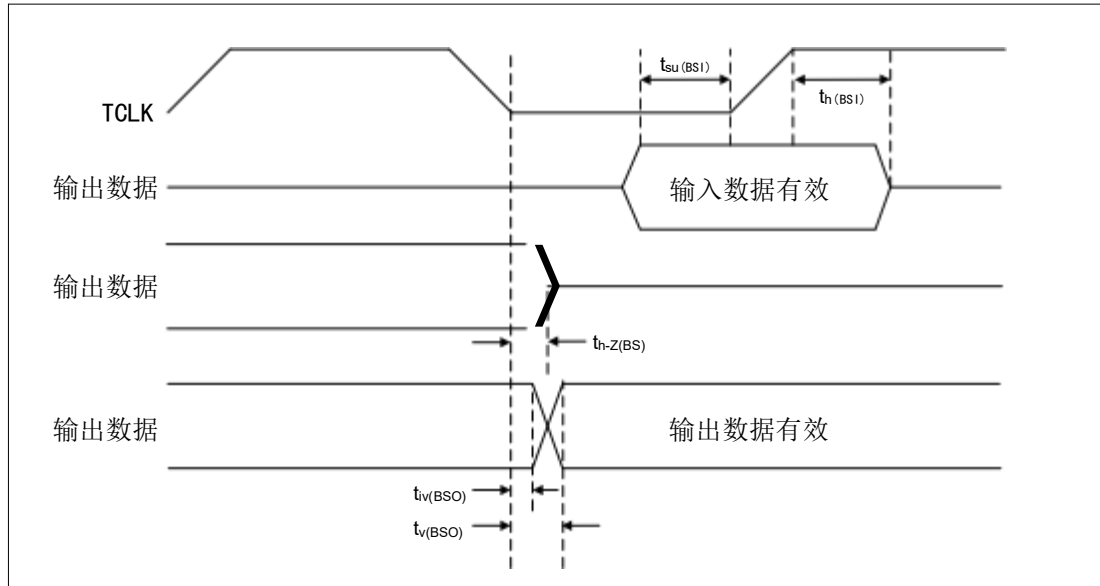 tsu(BSI)
th(BSI)
TCLK
输出数据
输入数据有效
输出数据
th-Z(BS)
输出数据
输出数据有效
tiv(BSO)
tv(BSO)